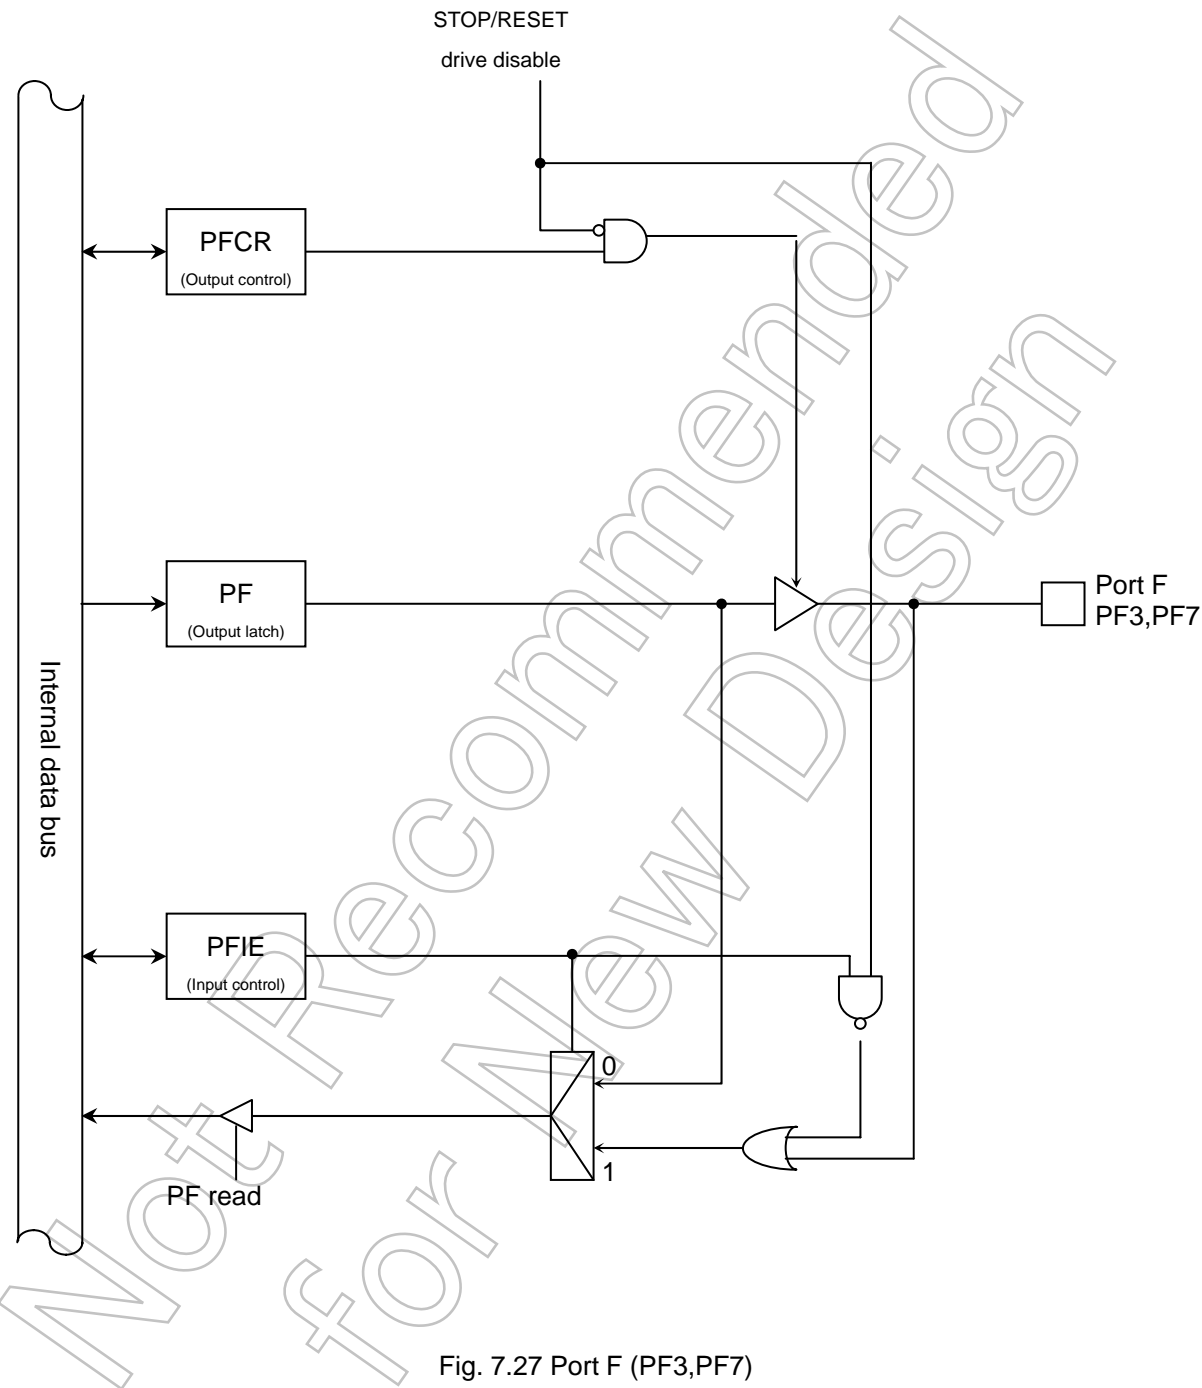 STOP/RESET
drive disable
PFCR
(Output control)
PF
(Output latch)
Port F
PF3,PF7
Internal data bus
PFIE
(Input control)
0
1
PF read
Not Recommended
for New Design
Fig. 7.27 Port F (PF3,PF7)